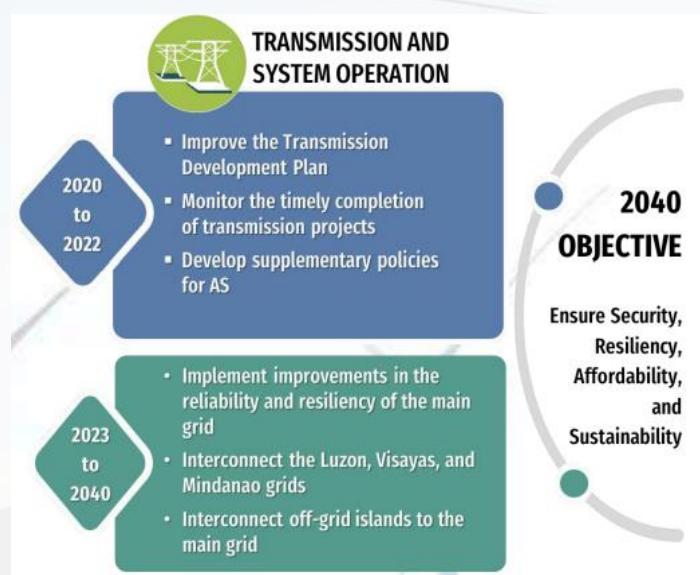 TRANSMISSION AND
SYSTEM OPERATION
2020
to
2022
▪ Improve the Transmission
Development Plan
▪ Monitor the timely completion
of transmission projects
▪ Develop supplementary policies
for AS
2023
to
2040
• Implement improvements in the
reliability and resiliency of the main
grid
• Interconnect the Luzon, Visayas, and
Mindanao grids
• Interconnect off-grid islands to the
main grid
2040
OBJECTIVE
Ensure Security,
Resiliency,
Affordability,
and
Sustainability